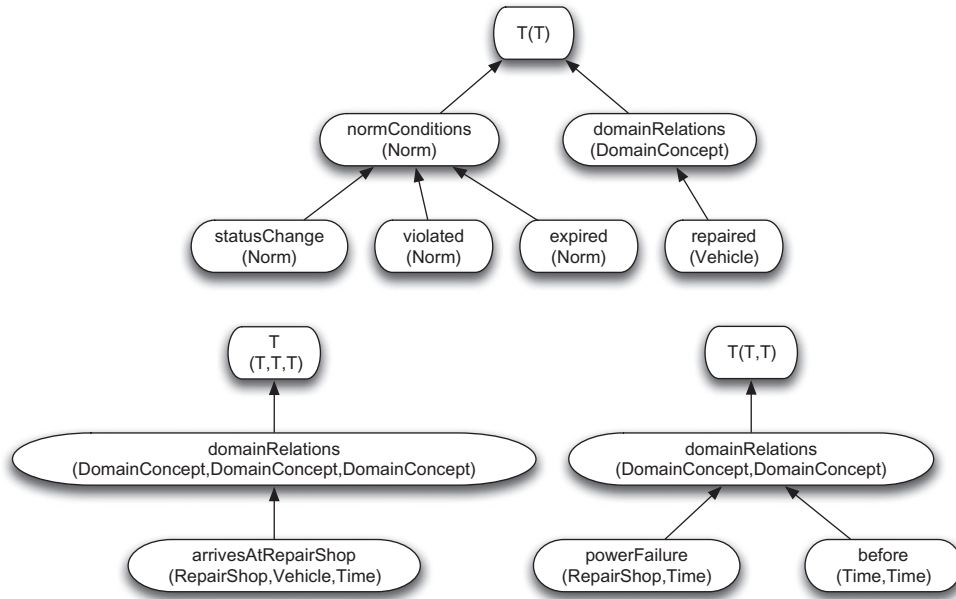 T(T)
normConditions
(Norm)
domainRelations
(DomainConcept)
statusChange
(Norm)
violated
(Norm)
expired
(Norm)
repaired
(Vehicle)
T
(T,T,T)
T(T,T)
domainRelations
(DomainConcept,DomainConcept,DomainConcept)
domainRelations
(DomainConcept,DomainConcept)
arrivesAtRepairShop
(RepairShop,Vehicle,Time)
powerFailure
(RepairShop,Time)
before
(Time,Time)